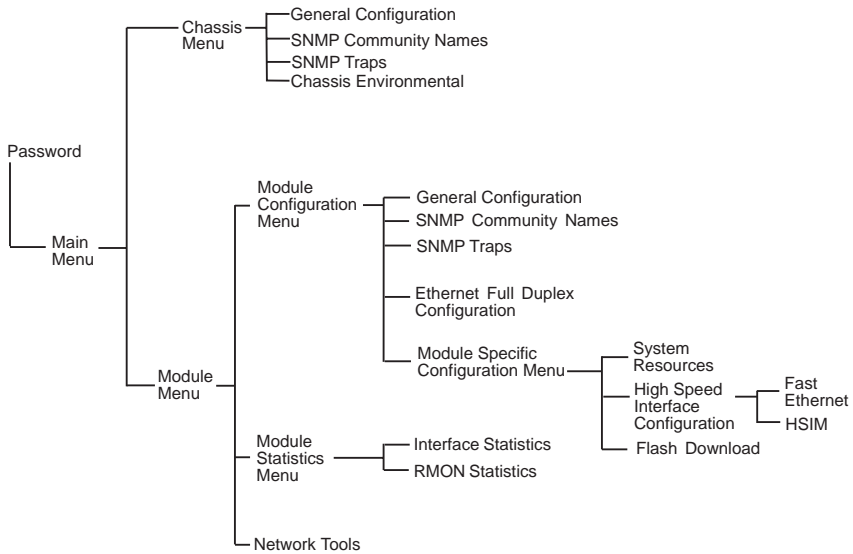 Password
Main
Menu
Chassis
Menu
General Configuration
SNMP Community Names
SNMP Traps
Chassis Environmental
Module
Menu
Module
Configuration
Menu
General Configuration
SNMP Community Names
SNMP Traps
Ethernet Full Duplex
Configuration
Module Specific
Configuration Menu
System
Resources
High Speed
Interface
Configuration
Fast
Ethernet
HSIM
Flash Download
Module
Statistics
Menu
Interface Statistics
RMON Statistics
Network Tools